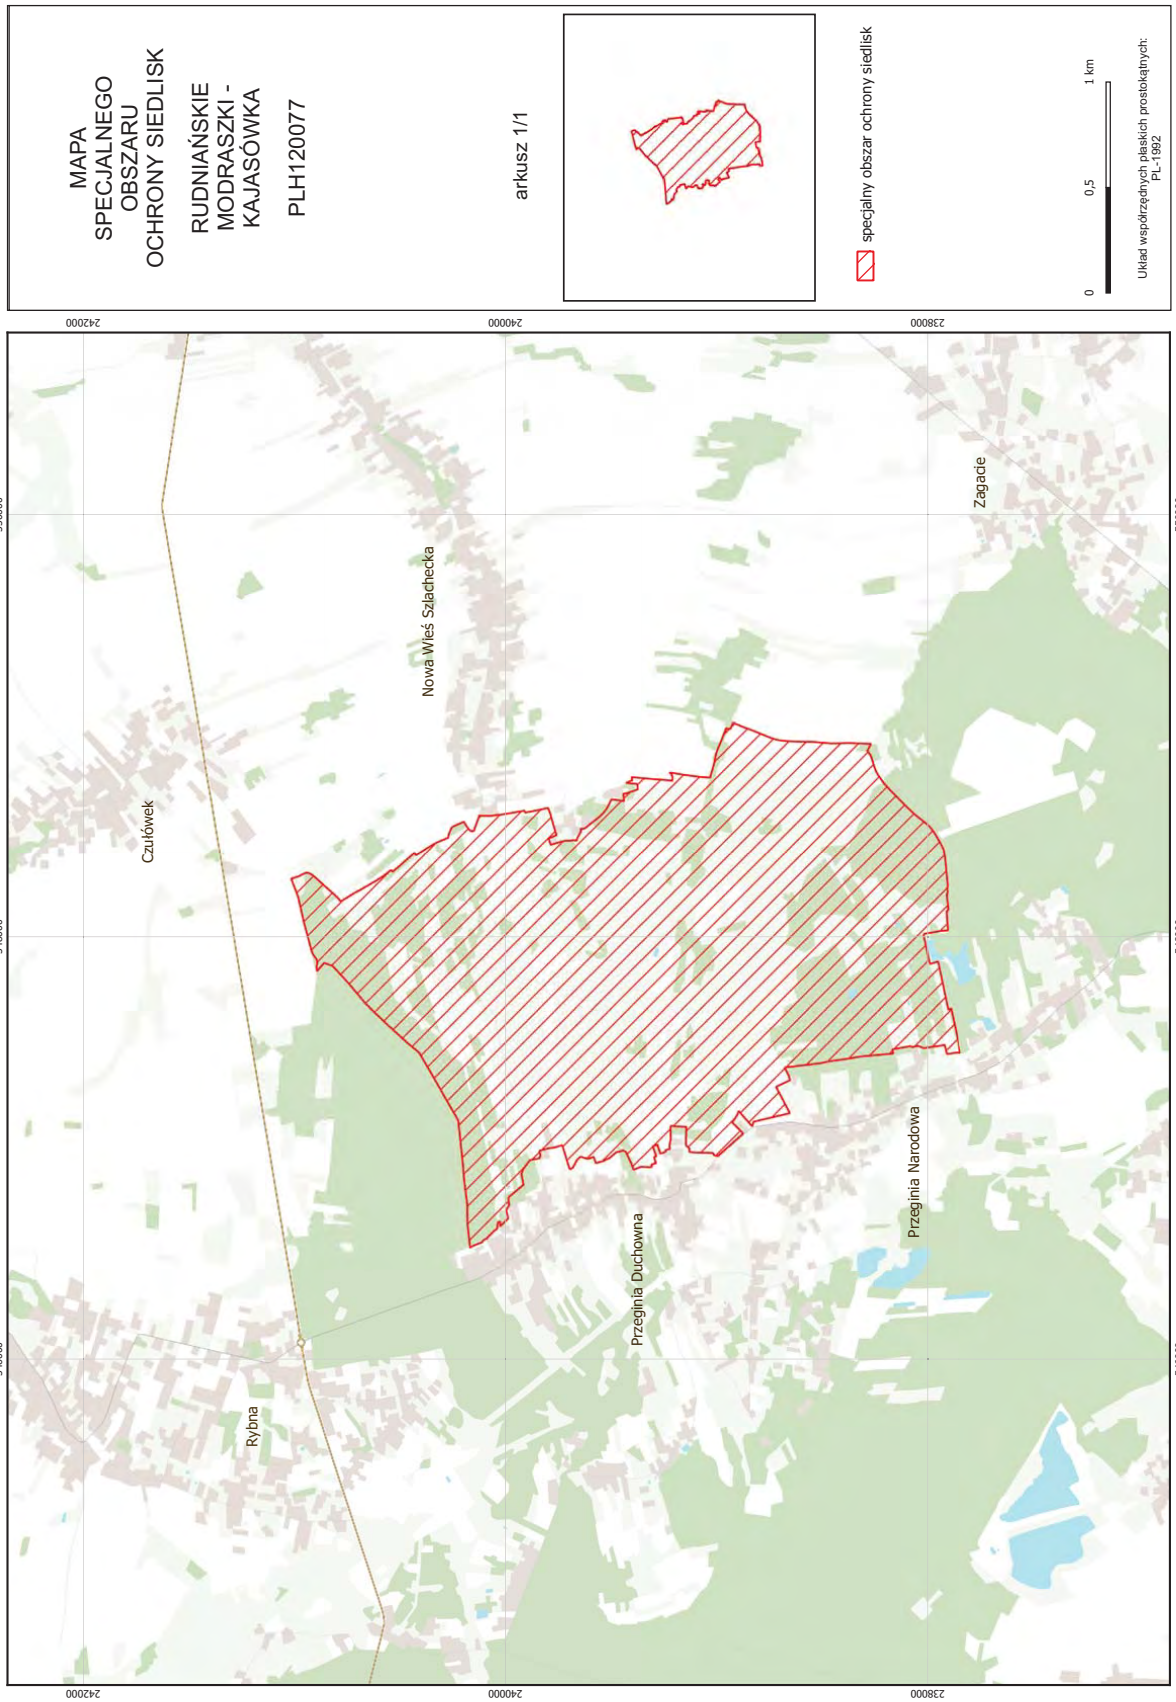 MAPA
SPECJALNEGO
OBSZARU
OCHRONY SIEDLISK
RUDNIAŃSKIE
MODRASZKI -
KAJASÓWKA
PLH120077
arkusz 1/1
specjalny obszar ochrony siedlisk
0 0,5 1 km
Układ współrzędnych płaskich prostokątnych:
PL-1992
242000
240000
238000
Czułówek
Nowa Wieś Szlachecka
Zagacie
Rybna
Przeginia Duchowna
Przeginia Narodowa
242000
240000
238000